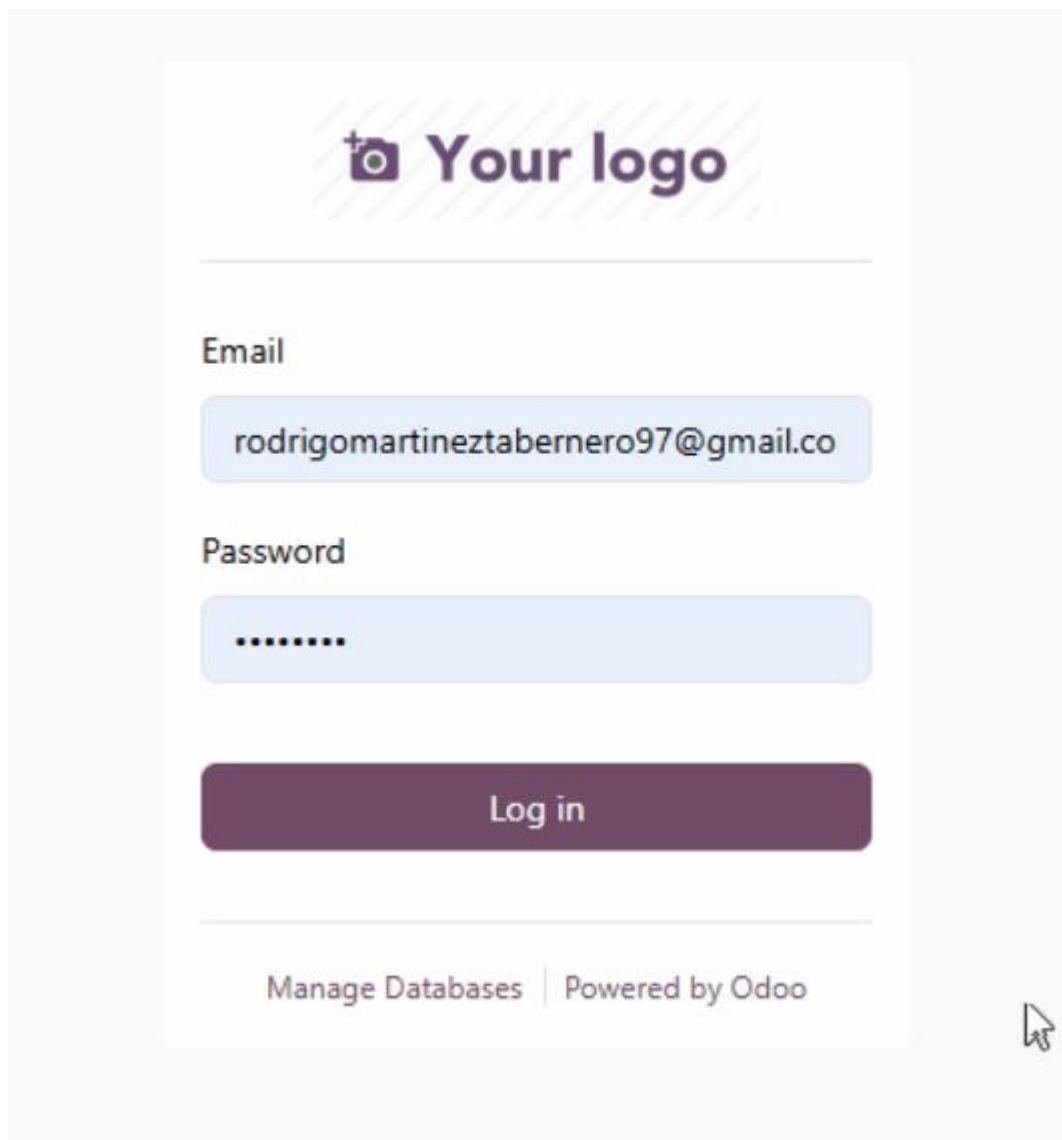 Your logo
Email
rodrigomartineztabernero97@gmail.co
Password
••••••••
Log in
Manage Databases | Powered by Odoo